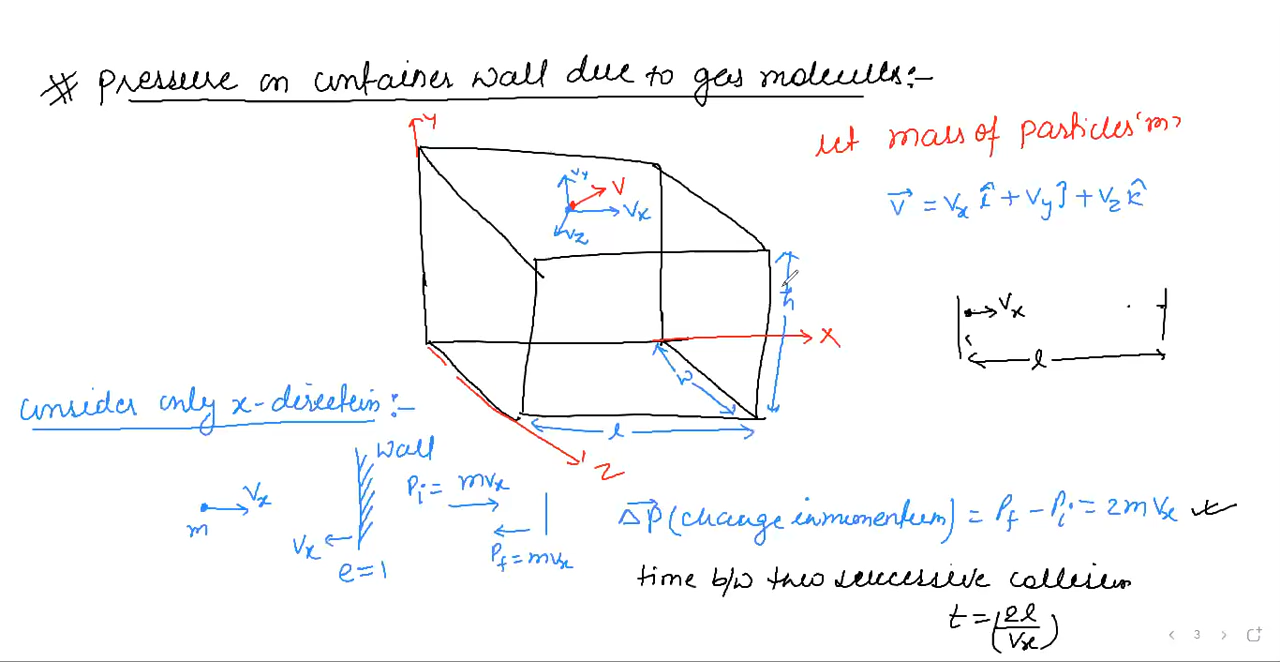 # Pressure on container wall due to gas molecules:-
Y
let mass of particles 'm'
Vy
V
Vx
Vz
V⃗ = Vx î + Vy ĵ + Vz k̂
h
Vx
l
X
w
consider only x-direction:-
l
Z
wall
m
Vx
Vx
e=1
Pi = mVx
Pf = mVx
ΔP⃗ (change in momentum) = Pf - Pi = 2mVx
time b/w two successive collision
t = (2l/Vx)
< 3 >